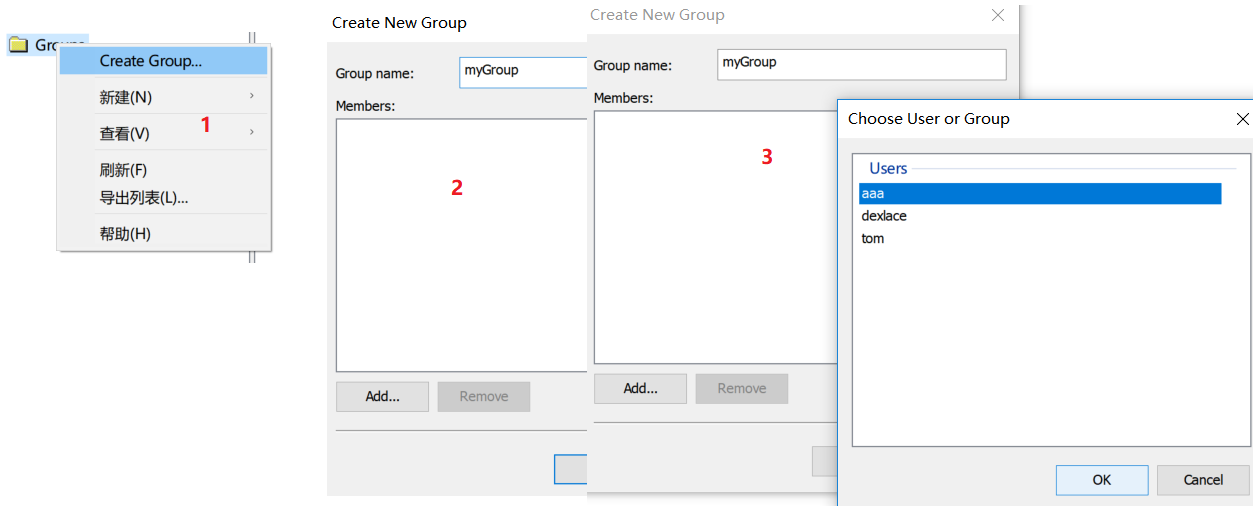 Groups
Create Group...
新建(N)
查看(V)
1
刷新(F)
导出列表(L)...
帮助(H)
Create New Group
Group name:
myGroup
Members:
2
Add...
Remove
Create New Group
Group name:
myGroup
Members:
3
Add...
Remove
Choose User or Group
Users
aaa
dexlace
tom
OK
Cancel